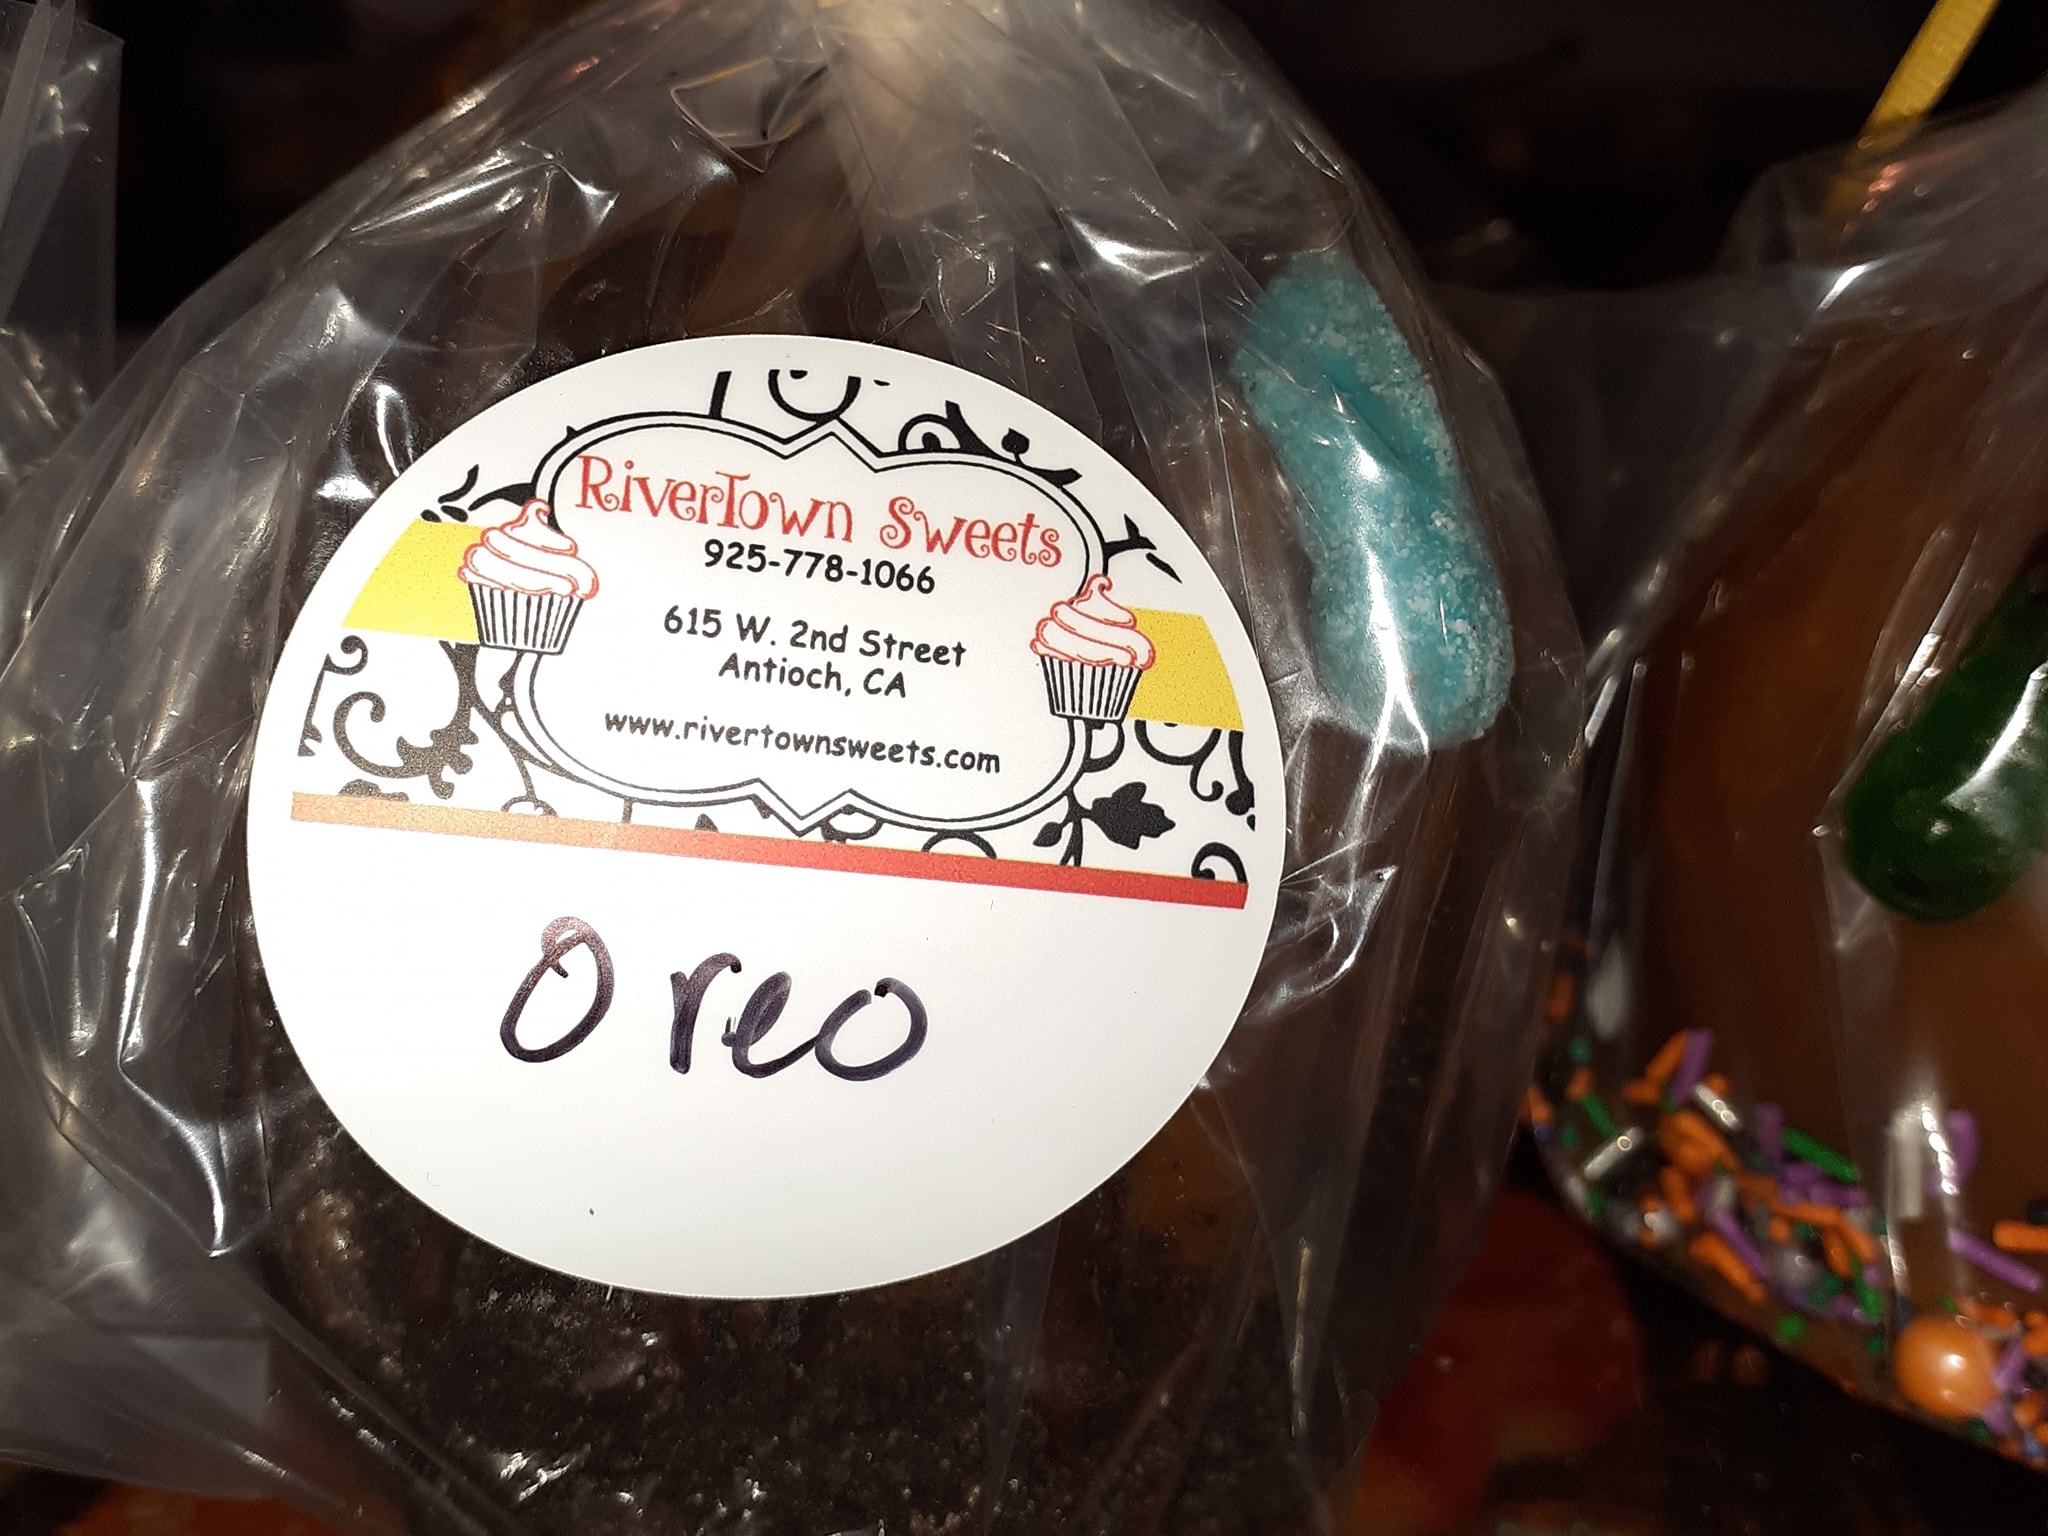 RiverTown Sweets
925-778-1066
615 W. 2nd Street
Antioch, CA
www.rivertownsweets.com
Oreo